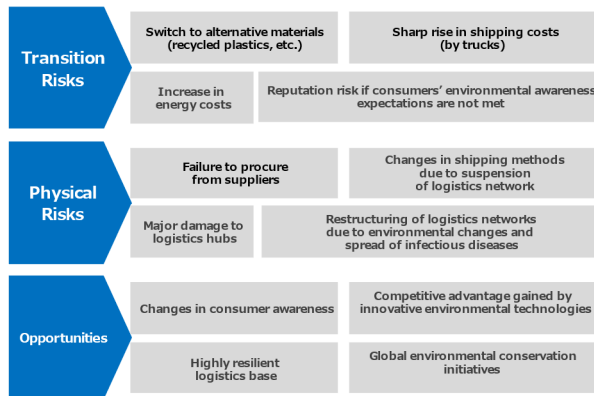 Transition
Risks
Switch to alternative materials
(recycled plastics, etc.)
Sharp rise in shipping costs
(by trucks)
Increase in
energy costs
Reputation risk if consumers’ environmental awareness
expectations are not met
Physical
Risks
Failure to procure
from suppliers
Changes in shipping methods
due to suspension
of logistics network
Major damage to
logistics hubs
Restructuring of logistics networks
due to environmental changes and
spread of infectious diseases
Opportunities
Changes in consumer awareness
Competitive advantage gained by
innovative environmental technologies
Highly resilient
logistics base
Global environmental conservation
initiatives